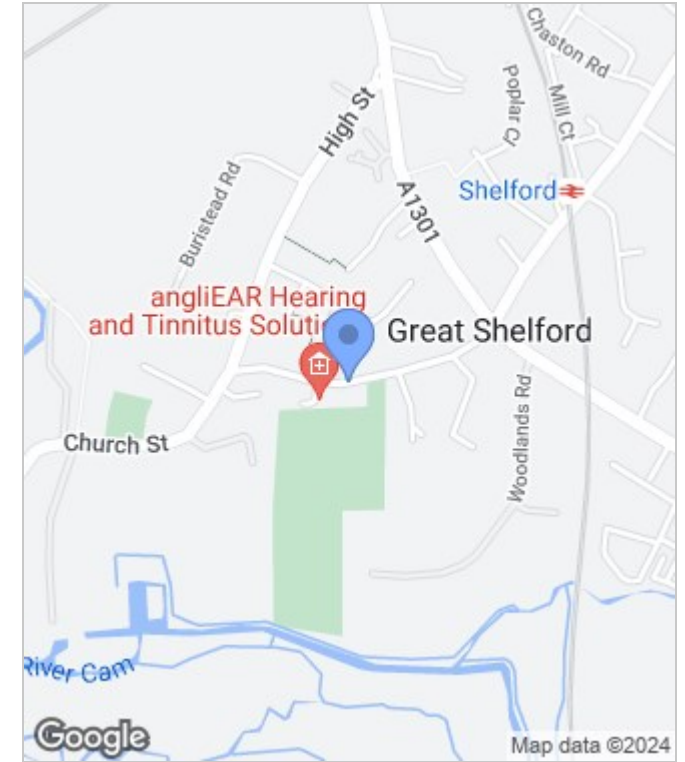 Chaston Rd
Poplar Cl
Mill Ct
High St
Shelford
Buristead Rd
A1301
angliEAR Hearing
and Tinnitus Soluti
Great Shelford
Woodlands Rd
Church St
River Cam
Google
Map data ©2024